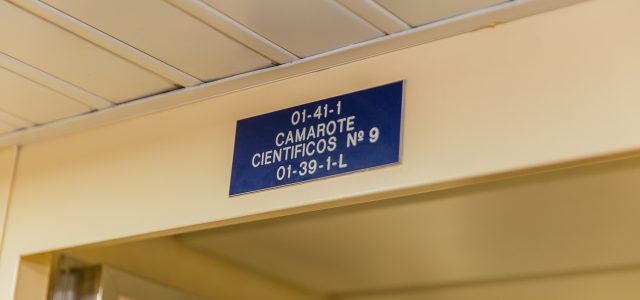 01-41-1
CAMAROTE
CIENTIFICOS Nº 9
01-39-1-L